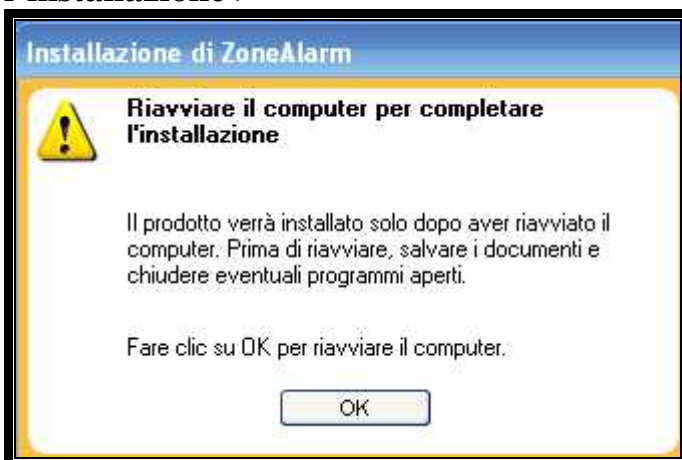 Installazione di ZoneAlarm
Riavviare il computer per completare
l'installazione
Il prodotto verrà installato solo dopo aver riavviato il
computer. Prima di riavviare, salvare i documenti e
chiudere eventuali programmi aperti.
Fare clic su OK per riavviare il computer.
OK